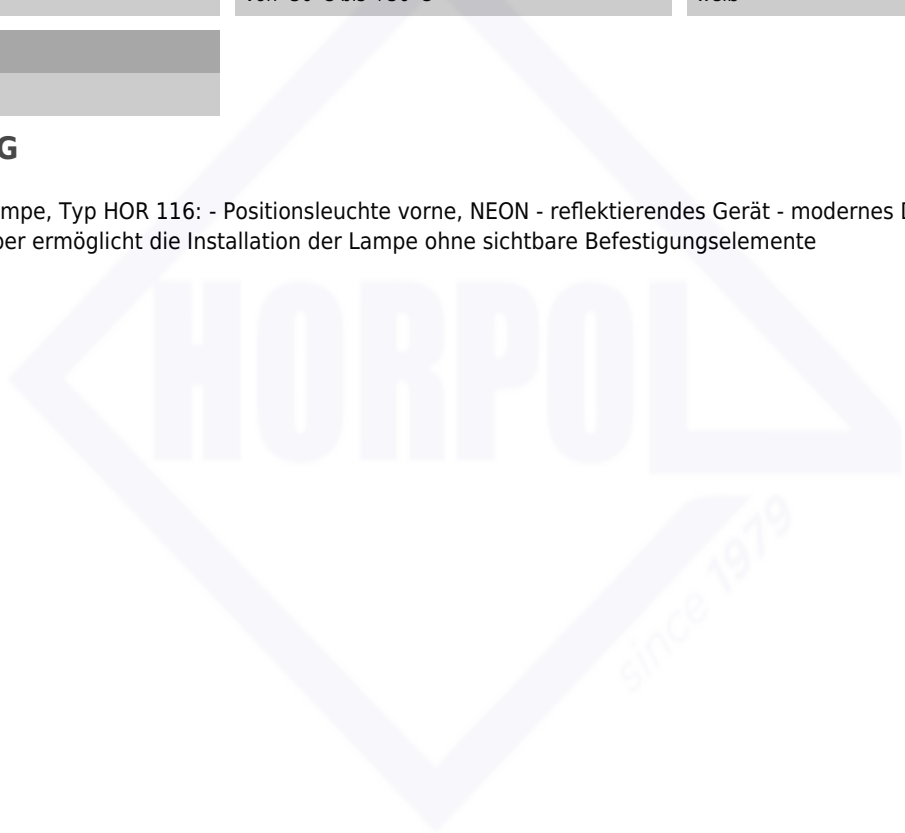 G
mpe, Typ HOR 116: - Positionsleuchte vorne, NEON - reflektierendes Gerät - modernes
ber ermöglicht die Installation der Lampe ohne sichtbare Befestigungselemente
HORPOL
since 1979